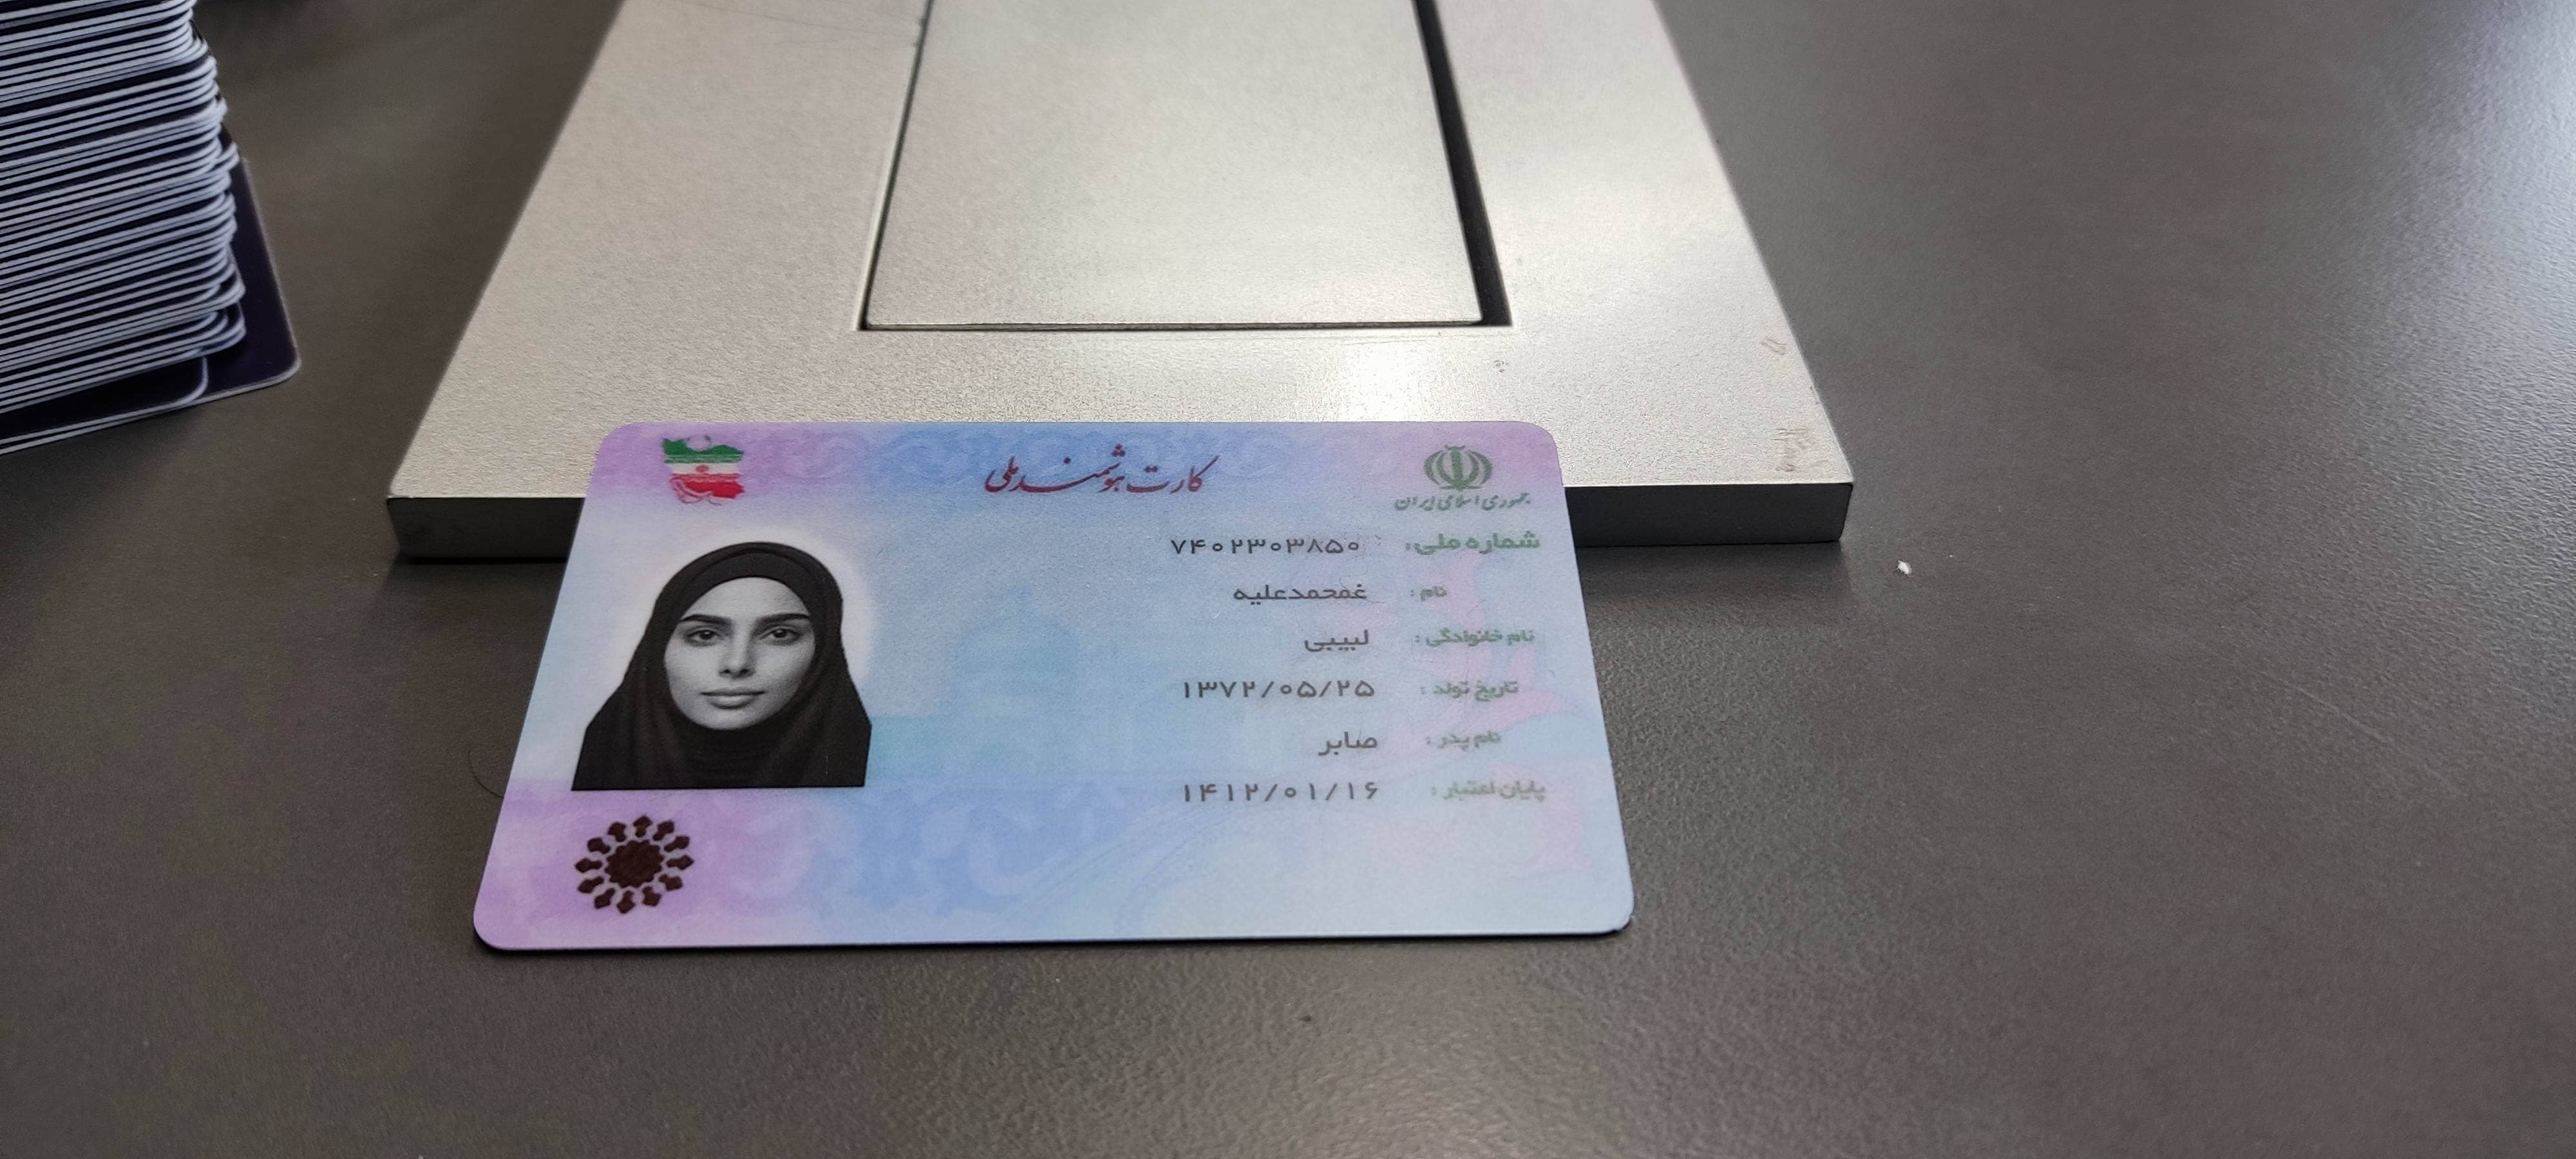 کارت هوشمند ملی
جمهوری اسلامی ایران
شماره ملی: ۷۴۰۲۳۰۳۸۵۰
نام: غمحمدعلیه
نام خانوادگی: لبیبی
تاریخ تولد: ۱۳۷۲/۰۵/۲۵
نام پدر: صابر
پایان اعتبار: ۱۴۱۲/۰۱/۱۶